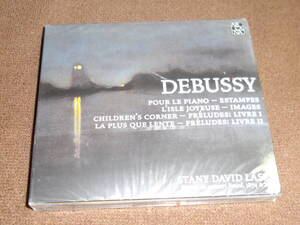 DEBUSSY
POUR LE PIANO — ESTAMPES
L'ISLE JOYEUSE — IMAGES
CHILDREN'S CORNER — PRÉLUDES: LIVRE I
LA PLUS QUE LENTE — PRÉLUDES: LIVRE II
STANY DAVID LAS